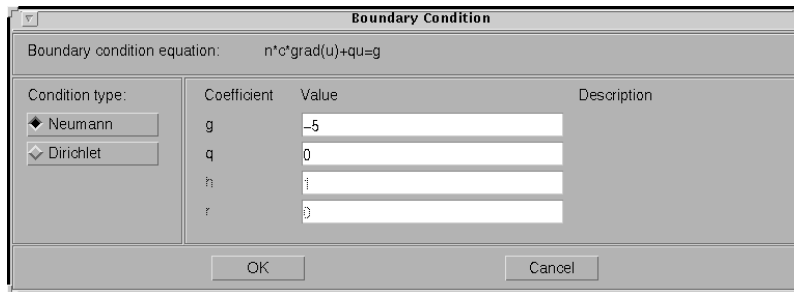 Boundary Condition
Boundary condition equation: n*c*grad(u)+qu=g
Condition type: Coefficient Value Description
Neumann g -5
Dirichlet q 0
h 1
r 0
OK Cancel